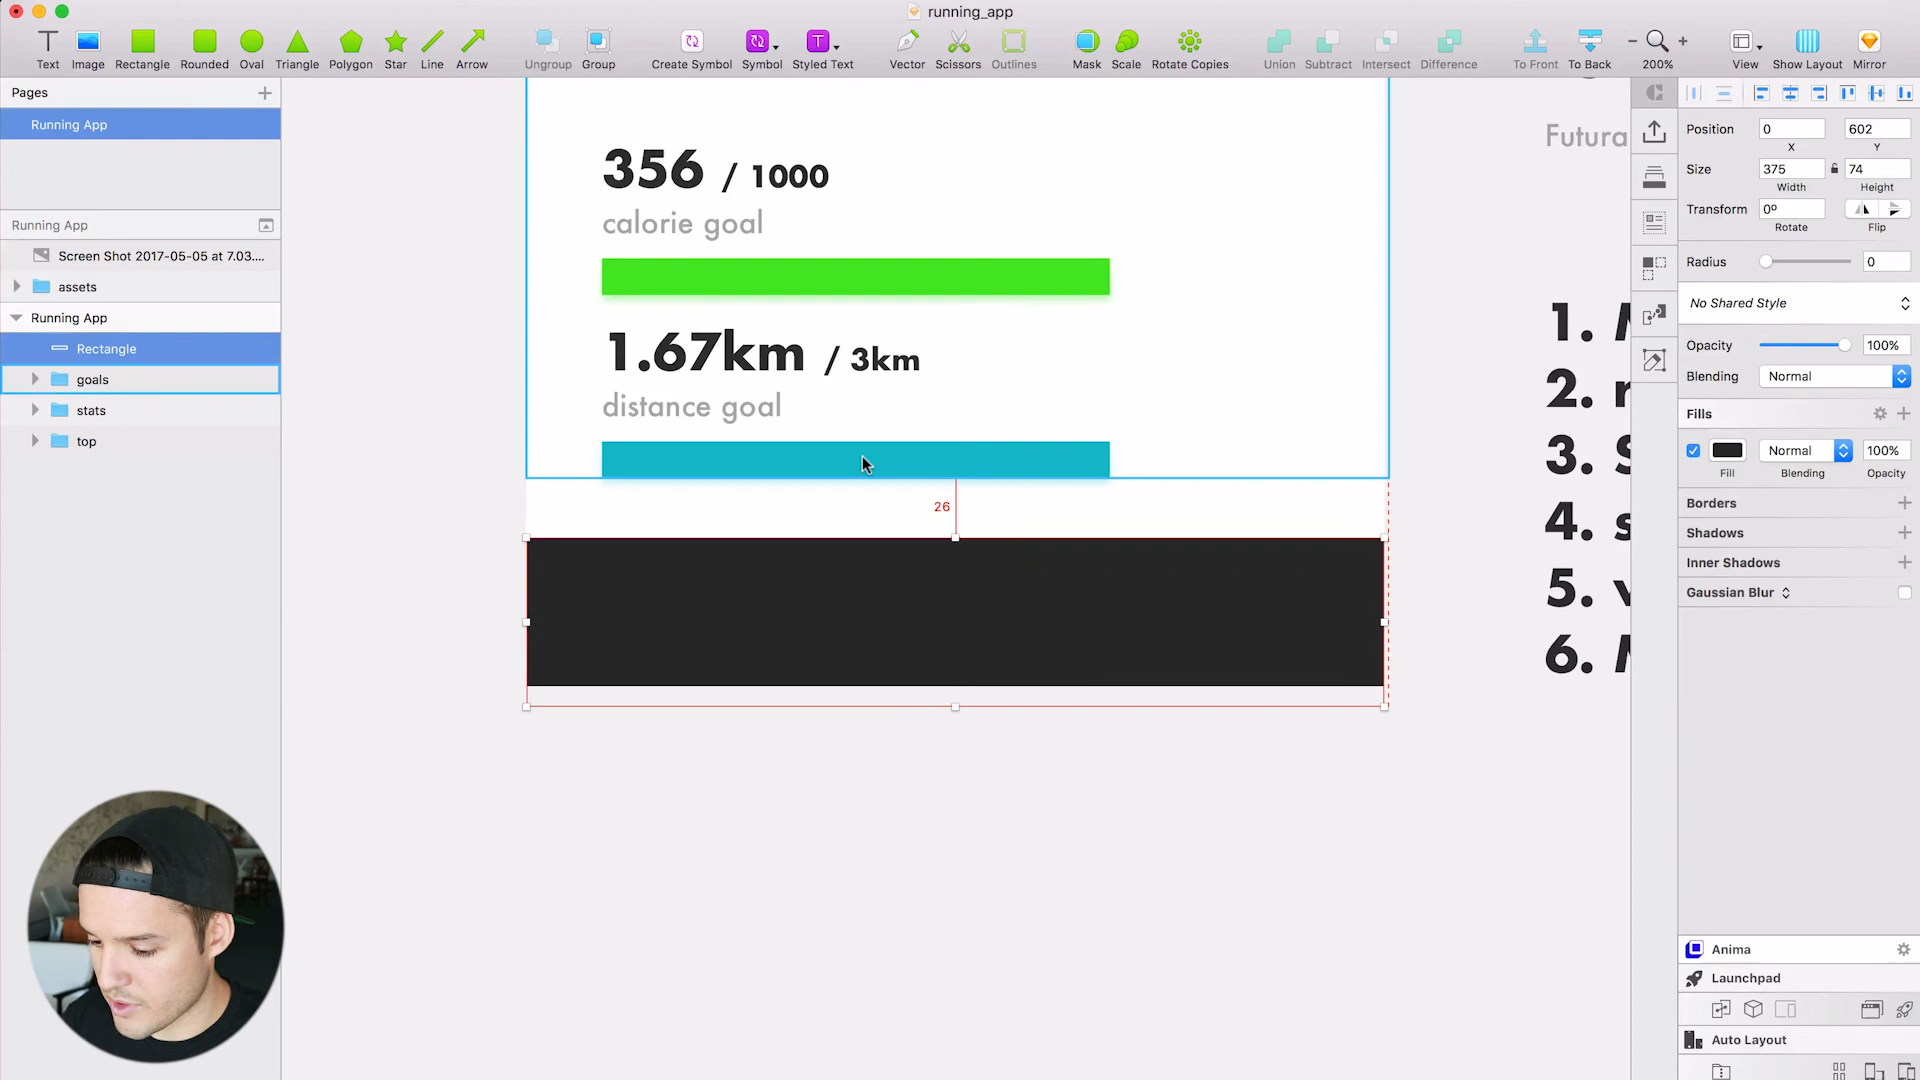 running_app
Text Image Rectangle Rounded Oval Triangle Polygon Star Line Arrow Ungroup Group Create Symbol Symbol Styled Text Vector Scissors Outlines Mask Scale Rotate Copies Union Subtract Intersect Difference To Front To Back 200% View Show Layout Mirror
Pages
Running App
Running App
Screen Shot 2017-05-05 at 7.03....
assets
Running App
Rectangle
goals
stats
top
356 / 1000
calorie goal
1.67km / 3km
distance goal
26
Futura
1.
2. r
3.
4.
5.
6.
Position 0 602
X Y
Size 375 74
Width Height
Transform 0º
Rotate Flip
Radius 0
No Shared Style
Opacity 100%
Blending Normal
Fills
Normal 100%
Fill Blending Opacity
Borders
Shadows
Inner Shadows
Gaussian Blur
Anima
Launchpad
Auto Layout